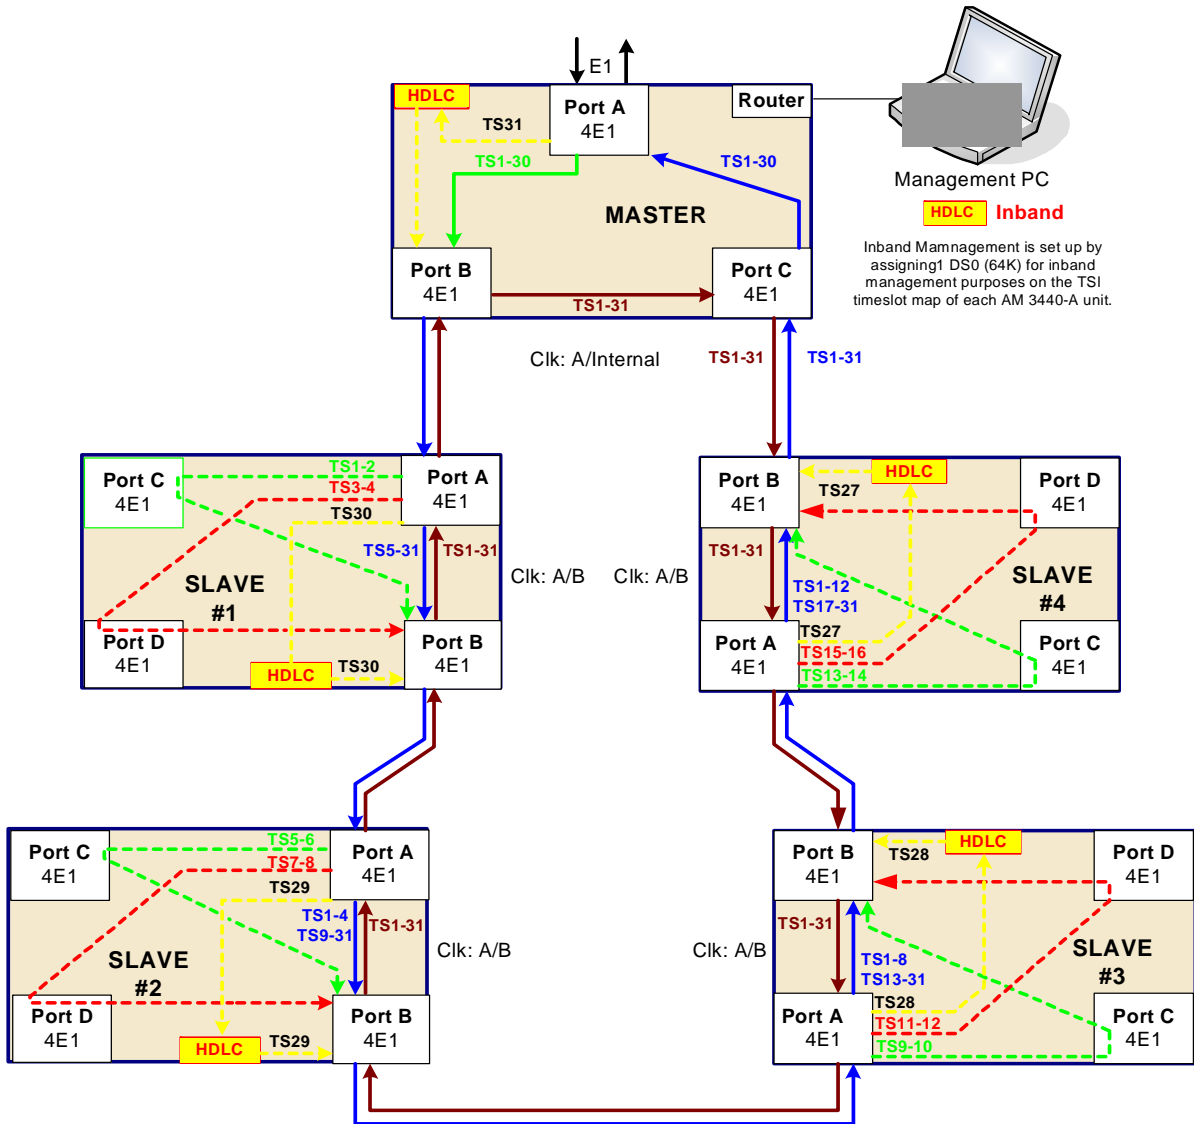 E1
HDLC
Port A
4E1
Router
TS31
TS1-30
TS1-30
MASTER
Port B
4E1
Port C
4E1
TS1-31
Management PC
HDLC Inband
Inband Mamnagement is set up by
assigning1 DS0 (64K) for inband
management purposes on the TSI
timeslot map of each AM 3440-A unit.
Clk: A/Internal
TS1-31
TS1-31
Port C
4E1
TS1-2
TS3-4
TS30
Port A
4E1
TS5-31
TS1-31
SLAVE
#1
Clk: A/B
Port D
4E1
HDLC
TS30
Port B
4E1
Port B
4E1
HDLC
TS27
Port D
4E1
TS1-31
Clk: A/B
TS1-12
TS17-31
SLAVE
#4
Port A
4E1
TS27
TS15-16
TS13-14
Port C
4E1
Port C
4E1
TS5-6
TS7-8
TS29
Port A
4E1
TS1-4
TS9-31
TS1-31
SLAVE
#2
Clk: A/B
Port D
4E1
HDLC
TS29
Port B
4E1
Port B
4E1
TS28
HDLC
Port D
4E1
TS1-31
Clk: A/B
TS1-8
TS13-31
SLAVE
#3
Port A
4E1
TS28
TS11-12
TS9-10
Port C
4E1